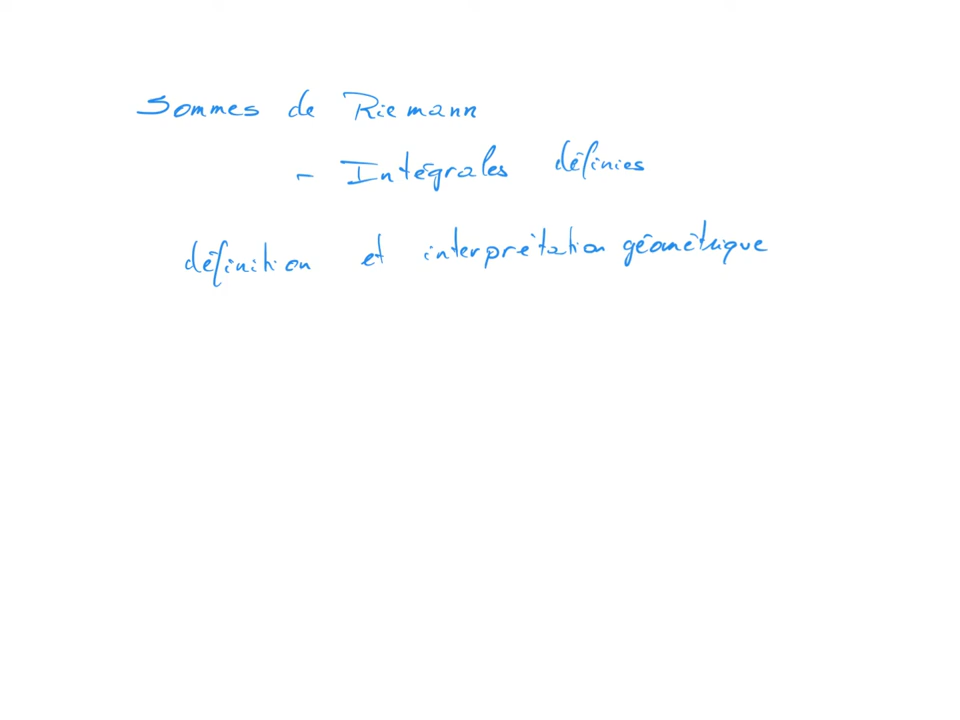 Sommes de Riemann
- Intégrales définies
définition et interprétation géométrique